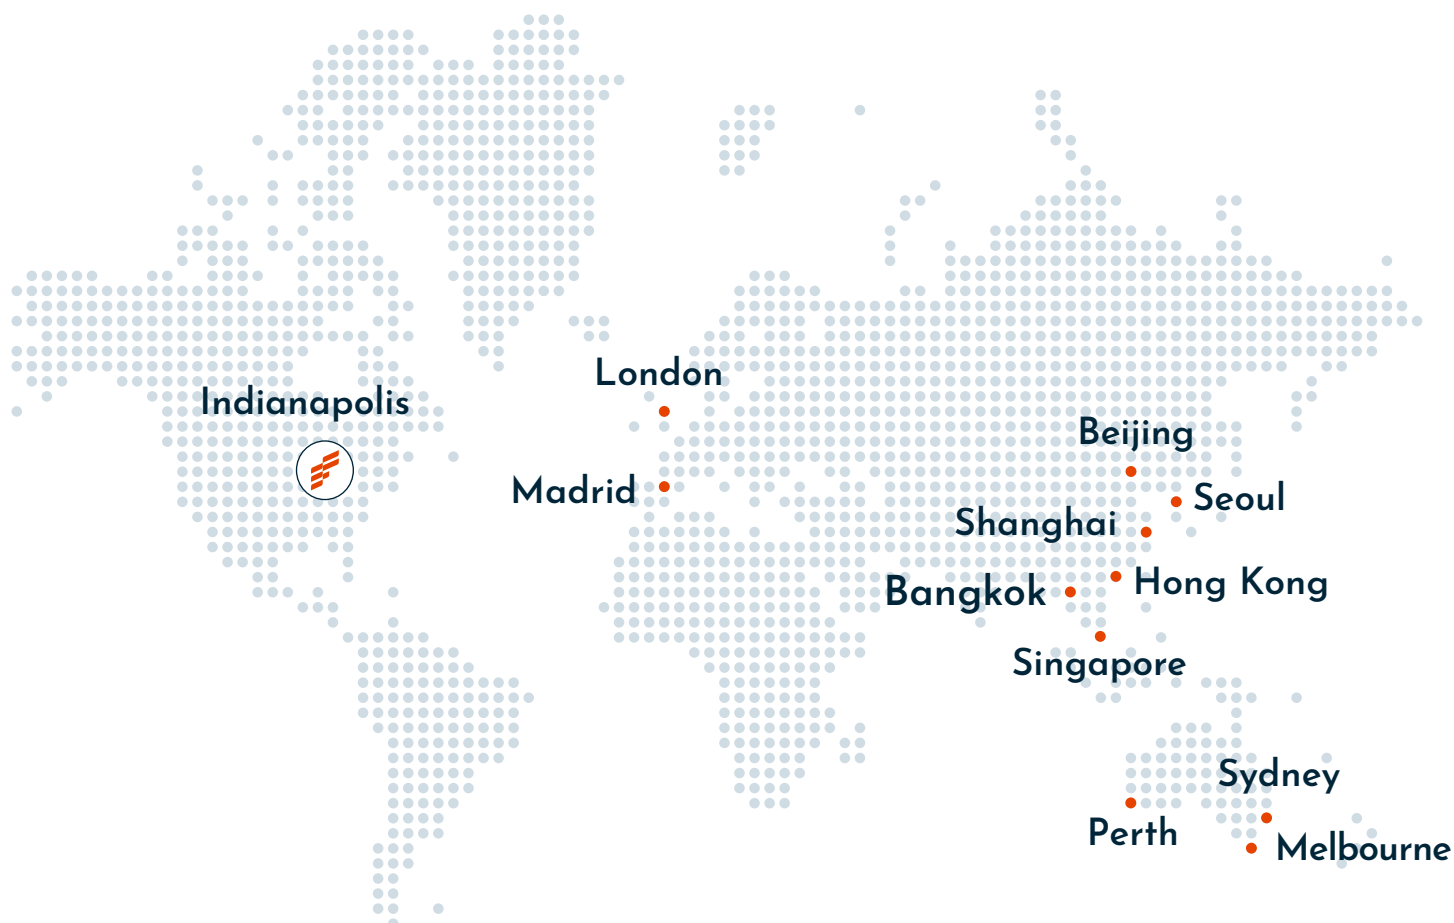 London
Indianapolis
Beijing
Madrid
Seoul
Shanghai
Hong Kong
Bangkok
Singapore
Sydney
Perth
Melbourne